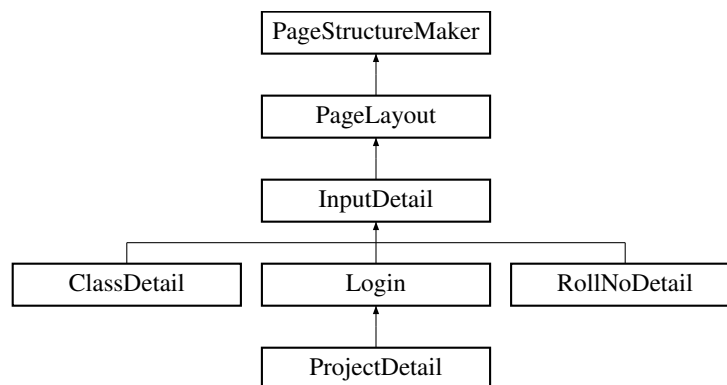 PageStructureMaker
PageLayout
InputDetail
ClassDetail Login RollNoDetail
ProjectDetail